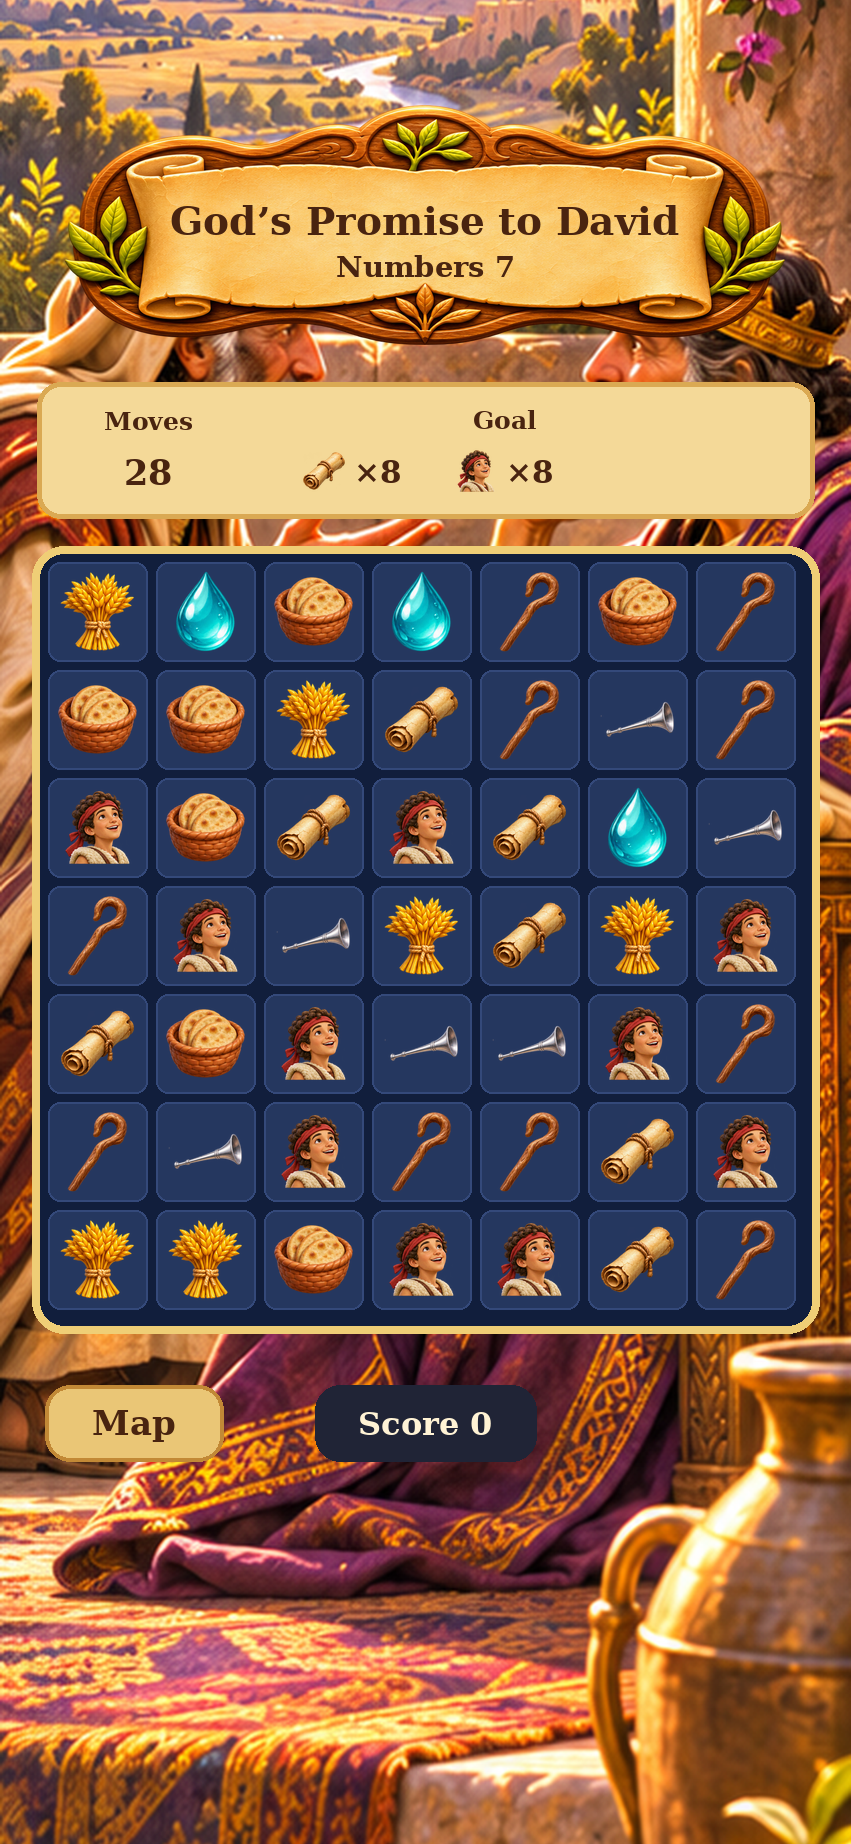 God’s Promise to David
Numbers 7
Moves
Goal
28
×8
×8
Map
Score 0